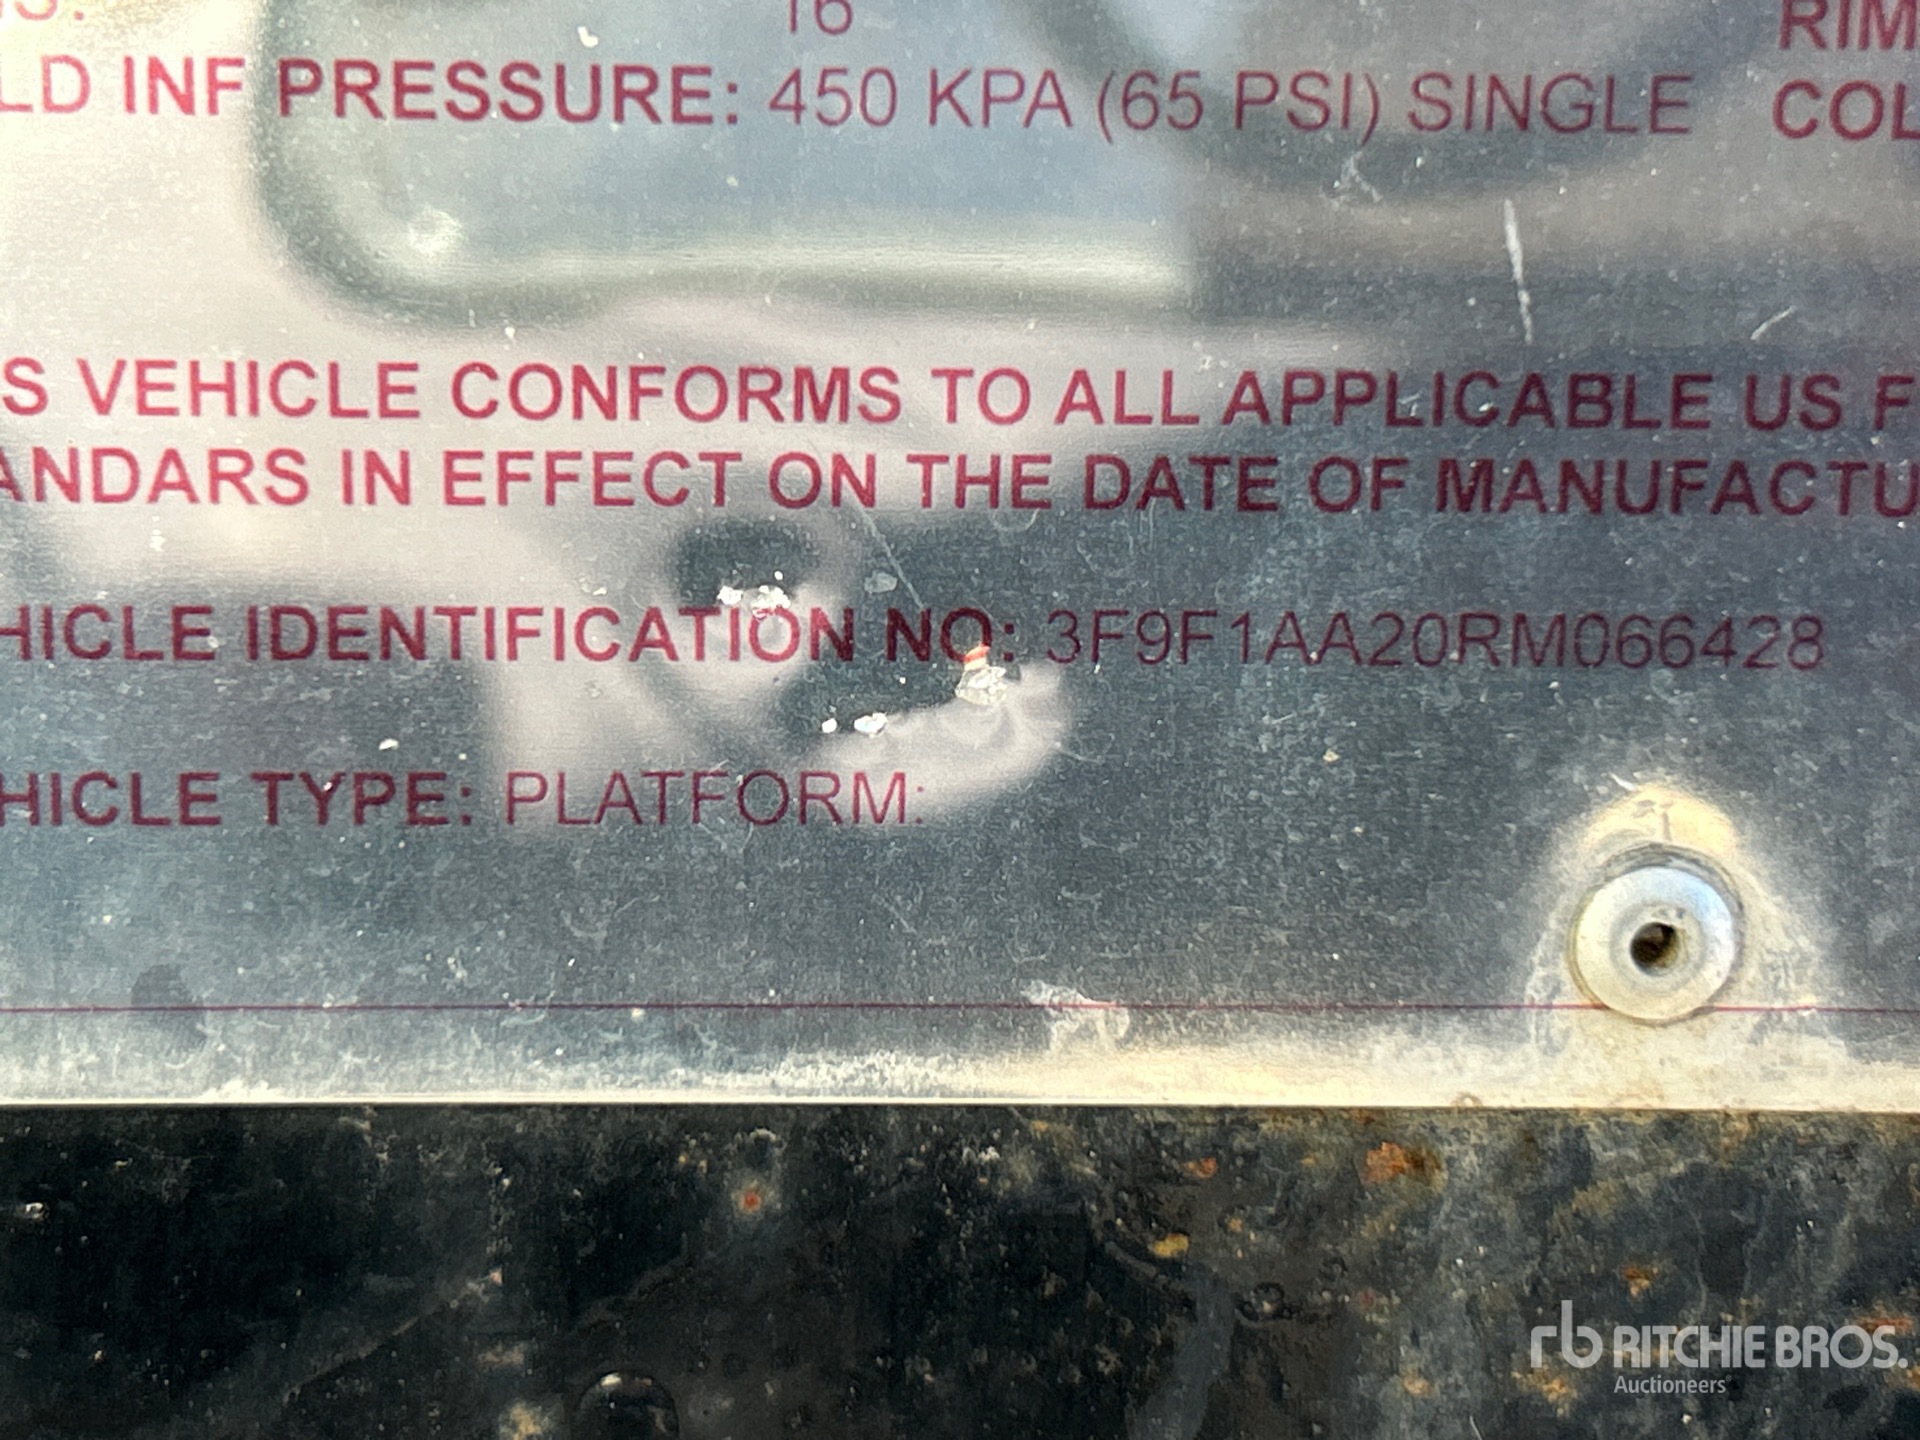 16
RIM
LD INF PRESSURE: 450 KPA (65 PSI) SINGLE COL
S VEHICLE CONFORMS TO ALL APPLICABLE US F
ANDARS IN EFFECT ON THE DATE OF MANUFACTU
HICLE IDENTIFICATION NO: 3F9F1AA20RM066428
HICLE TYPE: PLATFORM:
rb RITCHIE BROS.
Auctioneers